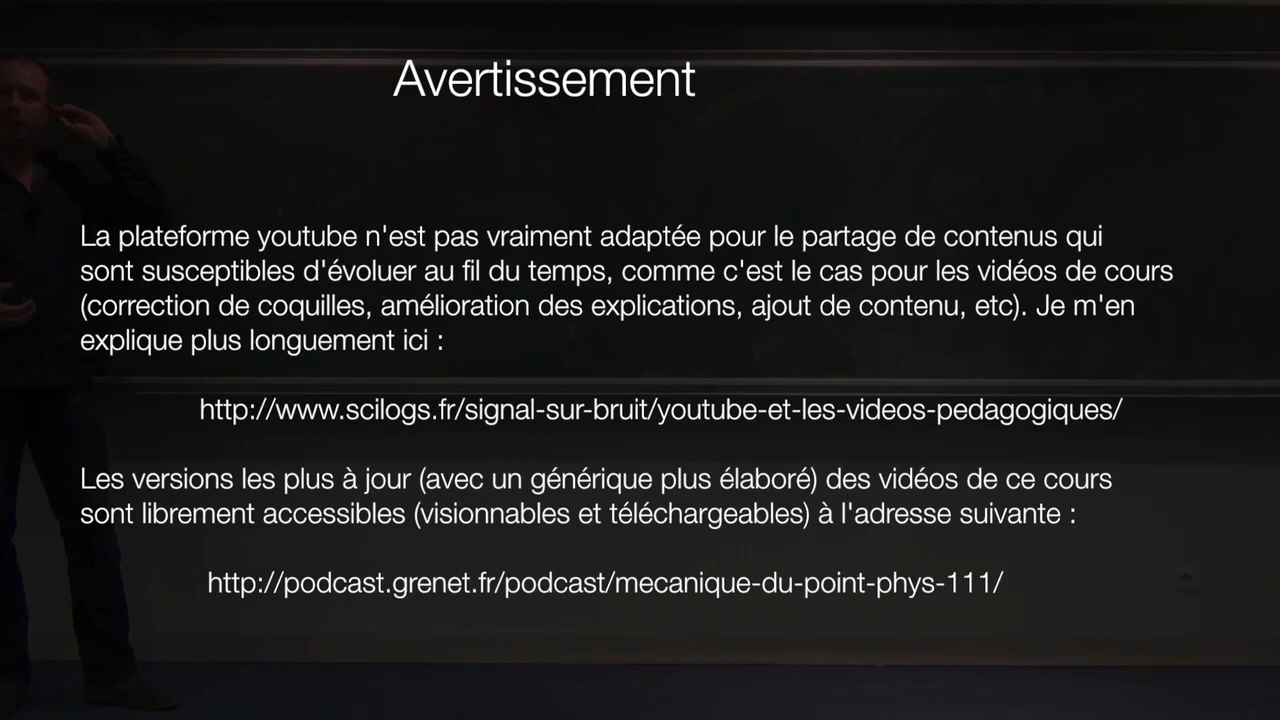 Avertissement
La plateforme youtube n'est pas vraiment adaptée pour le partage de contenus qui
sont susceptibles d'évoluer au fil du temps, comme c'est le cas pour les vidéos de cours
(correction de coquilles, amélioration des explications, ajout de contenu, etc). Je m'en
explique plus longuement ici :
http://www.scilogs.fr/signal-sur-bruit/youtube-et-les-videos-pedagogiques/
Les versions les plus à jour (avec un générique plus élaboré) des vidéos de ce cours
sont librement accessibles (visionnables et téléchargeables) à l'adresse suivante :
http://podcast.grenet.fr/podcast/mecanique-du-point-phys-111/